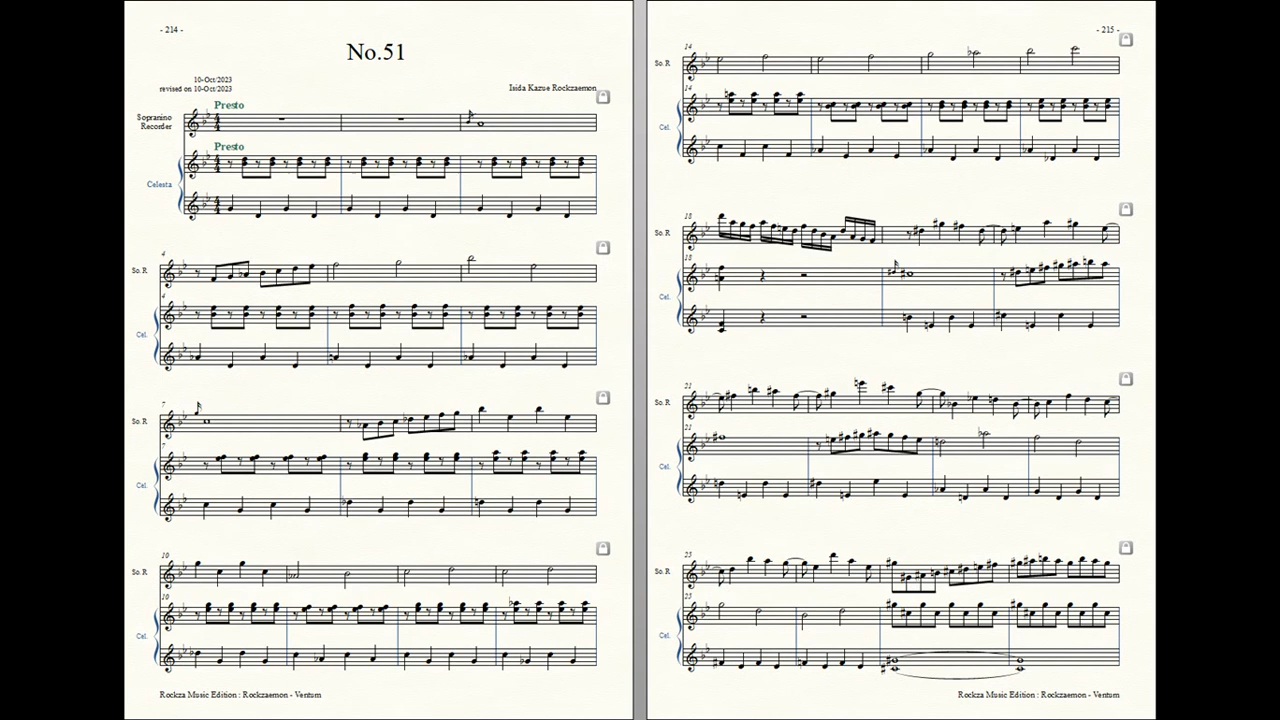 - 214 -
No.51
10-Oct/2023
revised on 10-Oct/2023
Isida Kazue Rockzaemon
Presto
Sopranino
Recorder
Presto
Celesta
4
So.R
4
Cel.
7
So.R
7
Cel.
10
So.R
10
Cel.
Rockza Music Edition : Rockzaemon - Ventum
- 215 -
14
So.R
14
Cel.
18
So.R
18
Cel.
21
So.R
21
Cel.
25
So.R
25
Cel.
Rockza Music Edition : Rockzaemon - Ventum